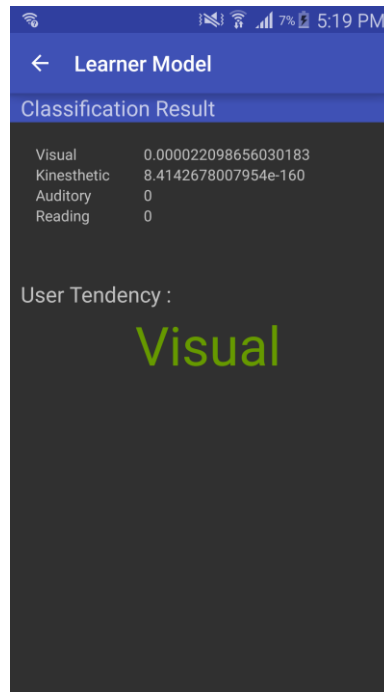 7% 5:19 PM
Learner Model
Classification Result
Visual 0.000022098656030183
Kinesthetic 8.4142678007954e-160
Auditory 0
Reading 0
User Tendency :
Visual